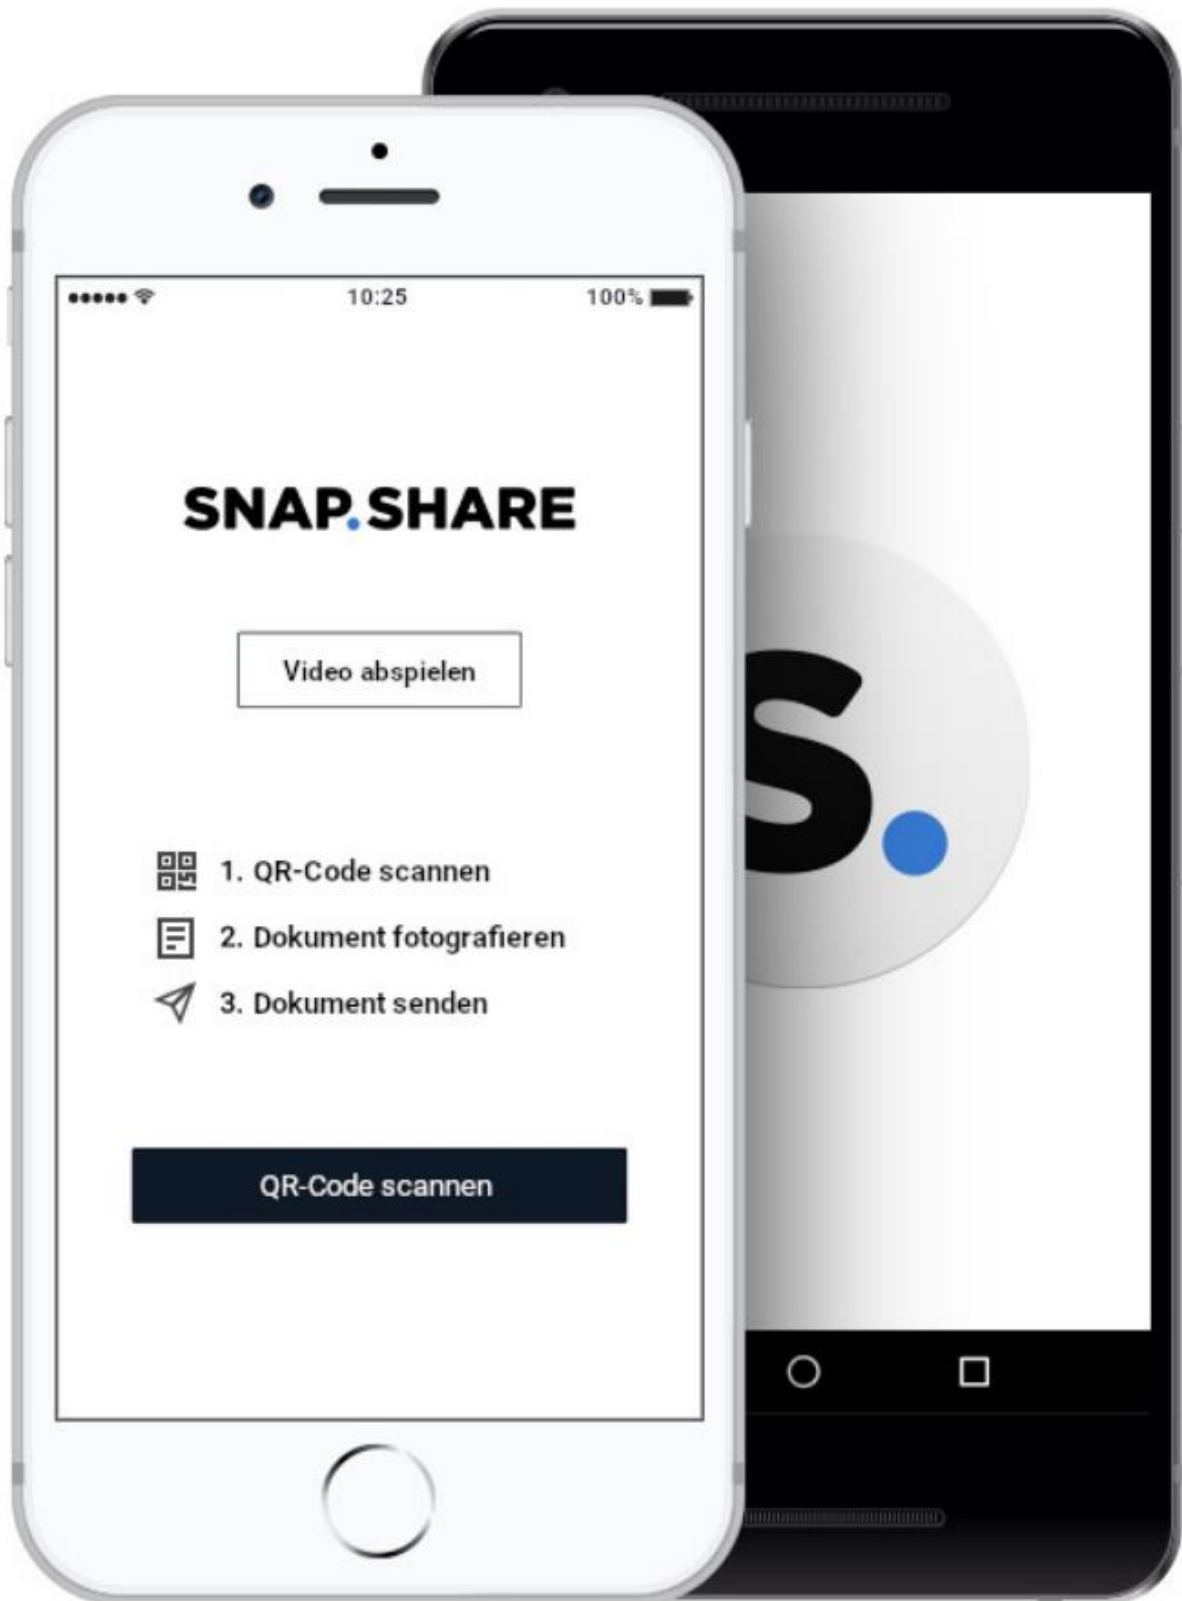 10:25 100%
SNAP.SHARE
Video abspielen
1. QR-Code scannen
2. Dokument fotografieren
3. Dokument senden
QR-Code scannen
S.